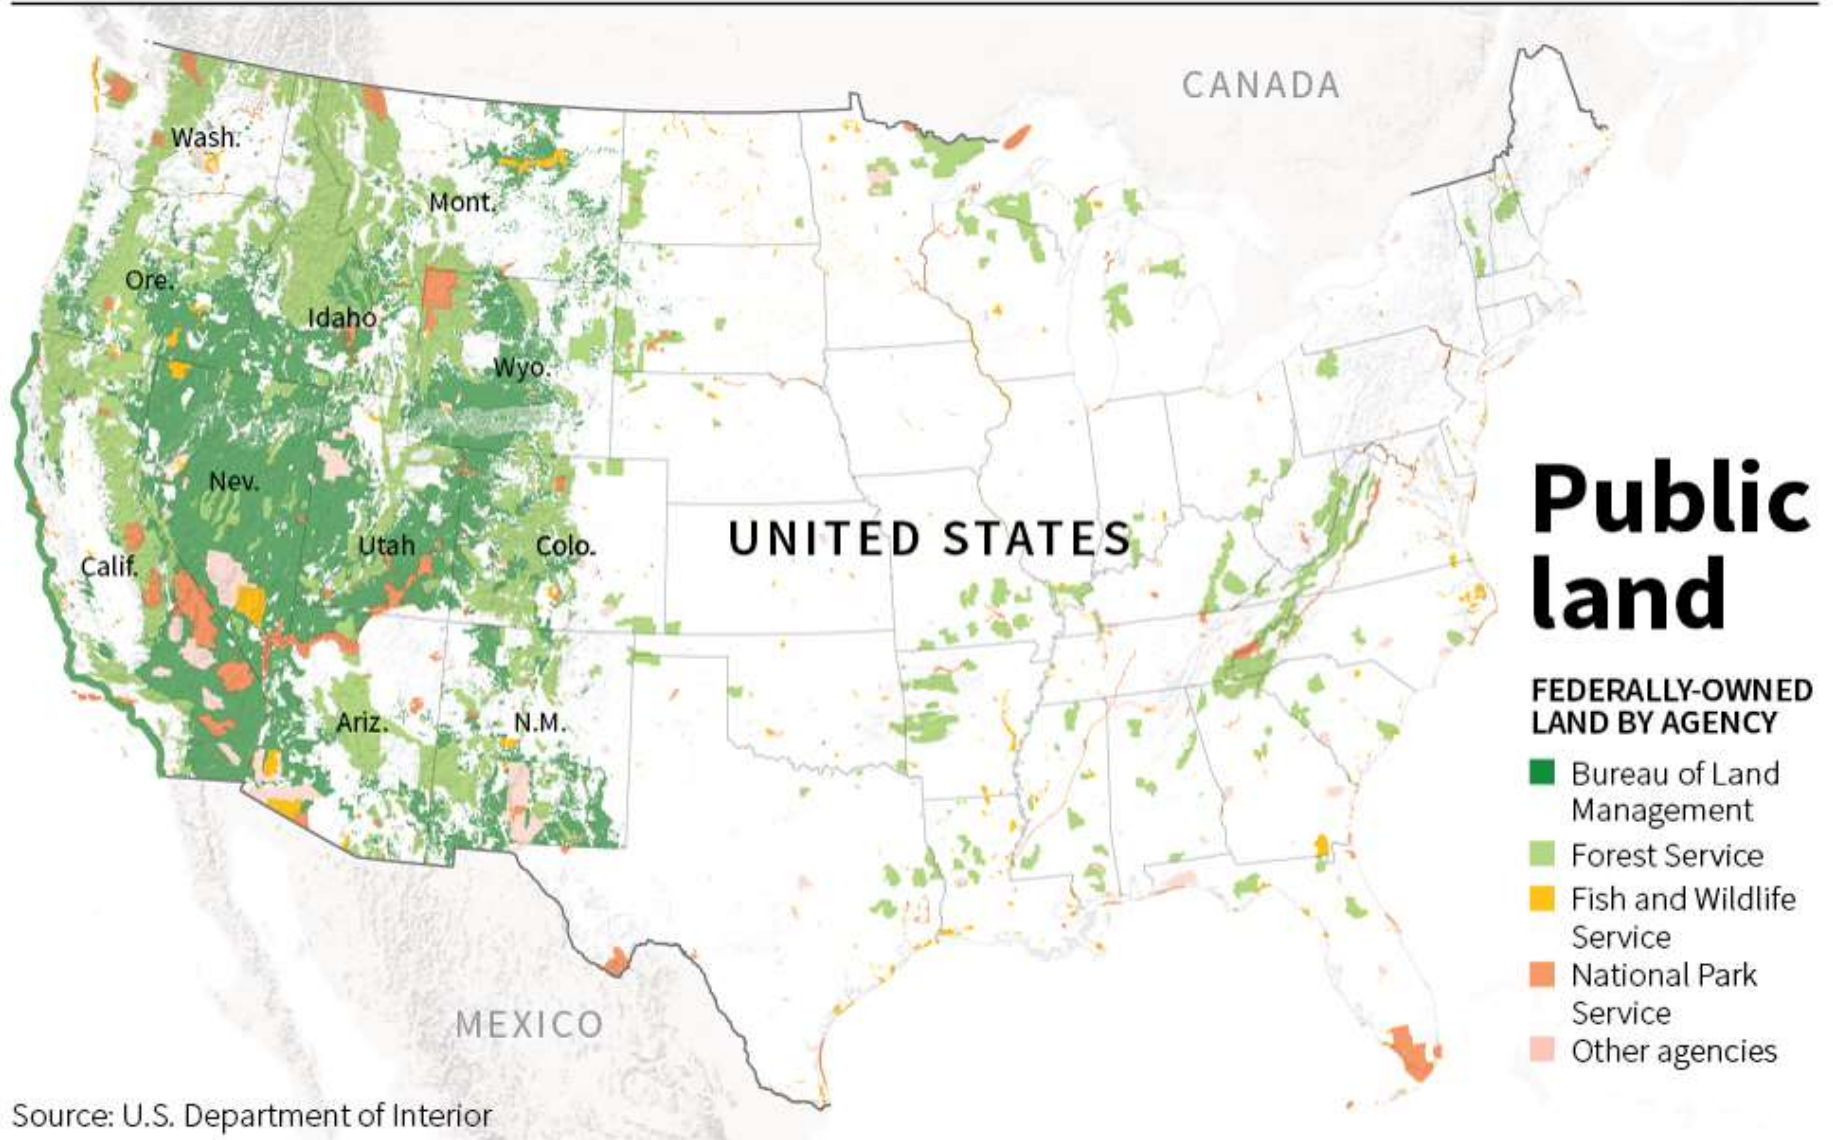 CANADA
Wash.
Mont.
Ore.
Idaho
Wyo.
Nev.
Utah
Colo.
Calif.
UNITED STATES
Ariz.
N.M.
MEXICO
Public
land
FEDERALLY-OWNED
LAND BY AGENCY
Bureau of Land
Management
Forest Service
Fish and Wildlife
Service
National Park
Service
Other agencies
Source: U.S. Department of Interior